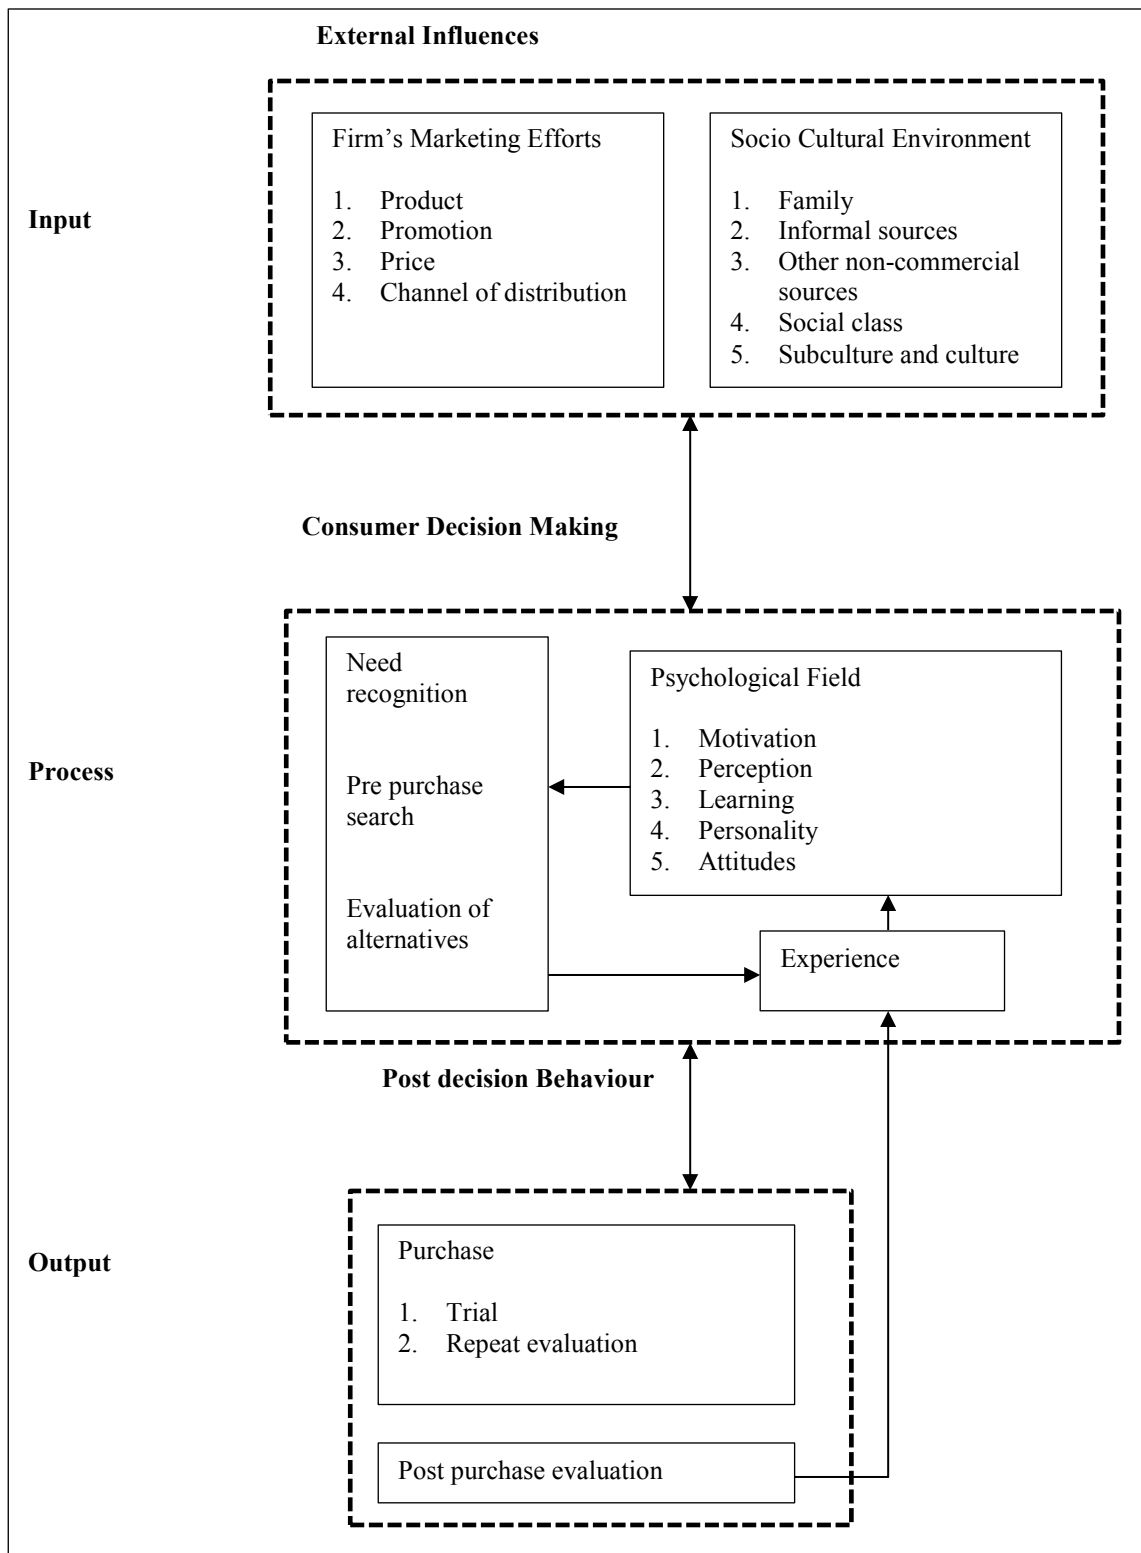 External Influences
Input
Firm’s Marketing Efforts
1. Product
2. Promotion
3. Price
4. Channel of distribution
Socio Cultural Environment
1. Family
2. Informal sources
3. Other non-commercial
sources
4. Social class
5. Subculture and culture
Consumer Decision Making
Process
Need
recognition
Pre purchase
search
Evaluation of
alternatives
Psychological Field
1. Motivation
2. Perception
3. Learning
4. Personality
5. Attitudes
Experience
Post decision Behaviour
Output
Purchase
1. Trial
2. Repeat evaluation
Post purchase evaluation